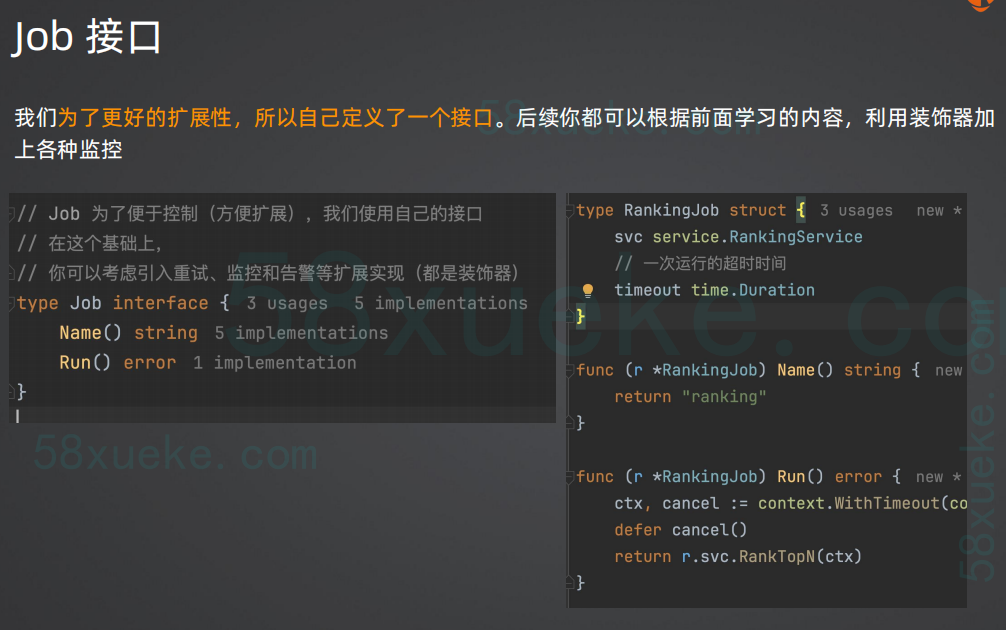 Job 接口
我们为了更好的扩展性，所以自己定义了一个接口。后续你都可以根据前面学习的内容，利用装饰器加
上各种监控
// Job 为了便于控制（方便扩展），我们使用自己的接口
// 在这个基础上，
// 你可以考虑引入重试、监控和告警等扩展实现（都是装饰器）
type Job interface { 3 usages 5 implementations
Name() string 5 implementations
Run() error 1 implementation
}
type RankingJob struct { 3 usages new *
svc service.RankingService
// 一次运行的超时时间
timeout time.Duration
}
func (r *RankingJob) Name() string { new
return "ranking"
}
func (r *RankingJob) Run() error { new *
ctx, cancel := context.WithTimeout(co
defer cancel()
return r.svc.RankTopN(ctx)
}
58xueke.com
58xueke.com
58xueke.com
58xueke.com